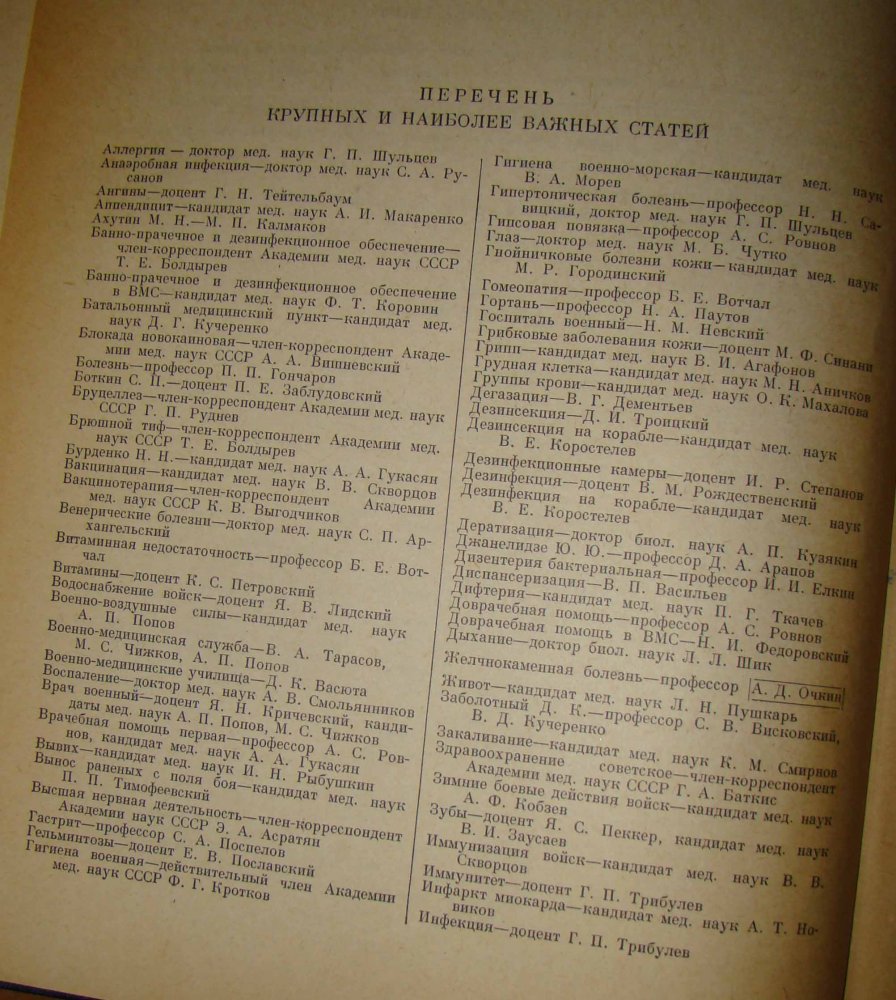 ПЕРЕЧЕНЬ
КРУПНЫХ И НАИБОЛЕЕ ВАЖНЫХ СТАТЕЙ
Аллергия — доктор мед. наук Г. П. Шульцев
Анаэробная инфекция—доктор мед. наук С. А. Ру-
санов
Ангины—доцент Г. Н. Тейтельбаум
Аппендицит—кандидат мед. наук А. И. Макаренко
Ахутин М. Н.—М. П. Калмаков
Банно-прачечное и дезинфекционное обеспечение—
член-корреспондент Академии мед. наук СССР
Т. Е. Болдырев
Банно-прачечное и дезинфекционное обеспечение
в ВМС—кандидат мед. наук Ф. Т. Коровин
Батальонный медицинский пункт—кандидат мед.
наук Д. Г. Кучеренко
Блокада новокаиновая—член-корреспондент Акаде-
мии мед. наук СССР А. А. Вишневский
Болезнь—профессор П. П. Гончаров
Боткин С. П.—доцент П. Е. Заблудовский
Бруцеллез—член-корреспондент Академии мед. наук
СССР Г. П. Руднев
Брюшной тиф—член-корреспондент Академии мед.
наук СССР Т. Е. Болдырев
Бурденко Н. Н.—кандидат мед. наук А. А. Гукасян
Вакцинация—кандидат мед. наук В. В. Скворцов
Вакцинотерапия—член-корреспондент Академии
мед. наук СССР К. В. Выгодчиков
Венерические болезни—доктор мед. наук С. П. Ар-
хангельский
Витаминная недостаточность—профессор Б. Е. Вот-
чал
Витамины—доцент К. С. Петровский
Водоснабжение войск—доцент Я. В. Лидский
Военно-воздушные силы—кандидат мед. наук
А. П. Попов
Военно-медицинская служба—В. А. Тарасов,
М. С. Чижков, А. П. Попов
Военно-медицинские училища—Д. К. Васюта
Воспаление—доктор мед. наук А. В. Смольянников
Врач военный—доцент Я. Н. Кричевский, канди-
даты мед. наук А. П. Попов, М. С. Чижков
Врачебная помощь первая—профессор А. С. Ров-
нов, кандидат мед. наук А. А. Гукасян
Вывих—кандидат мед. наук И. Н. Рыбушкин
Вынос раненых с поля боя—кандидат мед. наук
П. П. Тимофеевский
Высшая нервная деятельность—член-корреспондент
Академии наук СССР Э. А. Асратян
Гастрит—профессор С. А. Поспелов
Гельминтозы—доцент Е. В. Пославский
Гигиена военная—действительный член Академии
мед. наук СССР Ф. Г. Кротков
Гигиена военно-морская—кандидат мед. наук
В. А. Морев
Гипертоническая болезнь—профессор Н. Н. Са-
вицкий, доктор мед. наук Г. П. Шульцев
Гипсовая повязка—профессор А. С. Ровнов
Глаз—доктор мед. наук М. Б. Чутко
Гнойничковые болезни кожи—кандидат мед. наук
М. Р. Городинский
Гомеопатия—профессор Б. Е. Вотчал
Гортань—профессор Н. А. Паутов
Госпиталь военный—Н. М. Невский
Грибковые заболевания кожи—доцент М. Ф. Синани
Грипп—кандидат мед. наук В. И. Агафонов
Грудная клетка—кандидат мед. наук М. Н. Аничков
Группы крови—кандидат мед. наук О. К. Махалова
Дегазация—В. Г. Дементьев
Дезинсекция—Д. И. Троицкий
Дезинсекция на корабле—кандидат мед. наук
В. Е. Коростелев
Дезинфекционные камеры—доцент И. Р. Степанов
Дезинфекция—доцент В. М. Рождественский
Дезинфекция на корабле—кандидат мед. наук
В. Е. Коростелев
Дератизация—доктор биол. наук А. П. Кузякин
Джанелидзе Ю. Ю.—профессор Д. А. Арапов
Дизентерия бактериальная—профессор И. И. Елкин
Диспансеризация—В. П. Васильев
Дифтерия—кандидат мед. наук П. Г. Ткачев
Доврачебная помощь—профессор А. С. Ровнов
Доврачебная помощь в ВМС—Н. И. Федоровский
Дыхание—доктор биол. наук Л. Л. Шик
Желчнокаменная болезнь—профессор А. Д. Очкин
Живот—кандидат мед. наук Л. Н. Пушкарь
Заболотный Д. К.—профессор С. В. Висковский,
В. Д. Кучеренко
Закаливание—кандидат мед. наук К. М. Смирнов
Здравоохранение советское—член-корреспондент
Академии мед. наук СССР Г. А. Баткис
Зимние боевые действия войск—кандидат мед. наук
А. Ф. Кобзев
Зубы—доцент Я. С. Пеккер, кандидат мед. наук
В. И. Заусаев
Иммунизация войск—кандидат мед. наук В. В.
Скворцов
Иммунитет—доцент Г. П. Трибулев
Инфаркт миокарда—кандидат мед. наук А. Т. Но-
виков
Инфекция—доцент Г. П. Трибулев